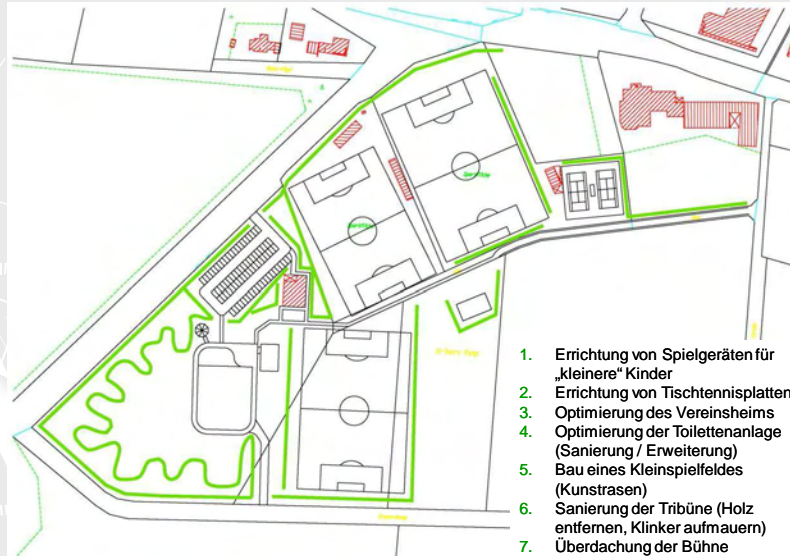 Sportplatz
Sportplatz
1. Errichtung von Spielgeräten für
„kleinere“ Kinder
2. Errichtung von Tischtennisplatten
3. Optimierung des Vereinsheims
4. Optimierung der Toilettenanlage
(Sanierung / Erweiterung)
5. Bau eines Kleinspielfeldes
(Kunstrasen)
6. Sanierung der Tribüne (Holz
entfernen, Klinker aufmauern)
7. Überdachung der Bühne